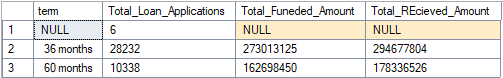 term Total_Loan_Applications Total_Funeded_Amount Total_REcieved_Amount
1 NULL 6 NULL NULL
2 36 months 28232 273013125 294677804
3 60 months 10338 162698450 178336526